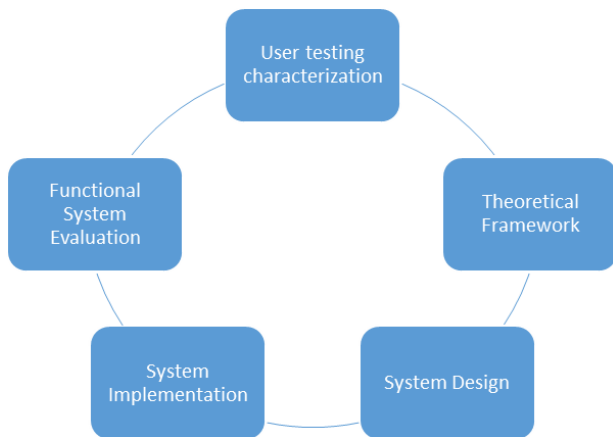 User testing
characterization
Theoretical
Framework
System Design
System
Implementation
Functional
System
Evaluation